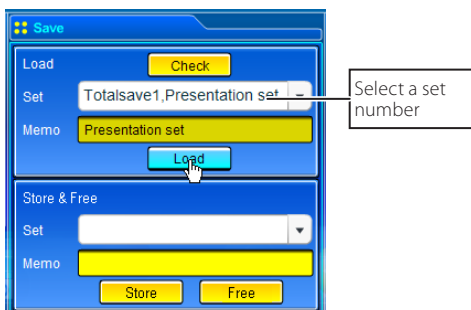 Save
Load Check
Set Totalsave1,Presentation set
Select a set
number
Memo Presentation set
Load
Store & Free
Set
Memo
Store Free